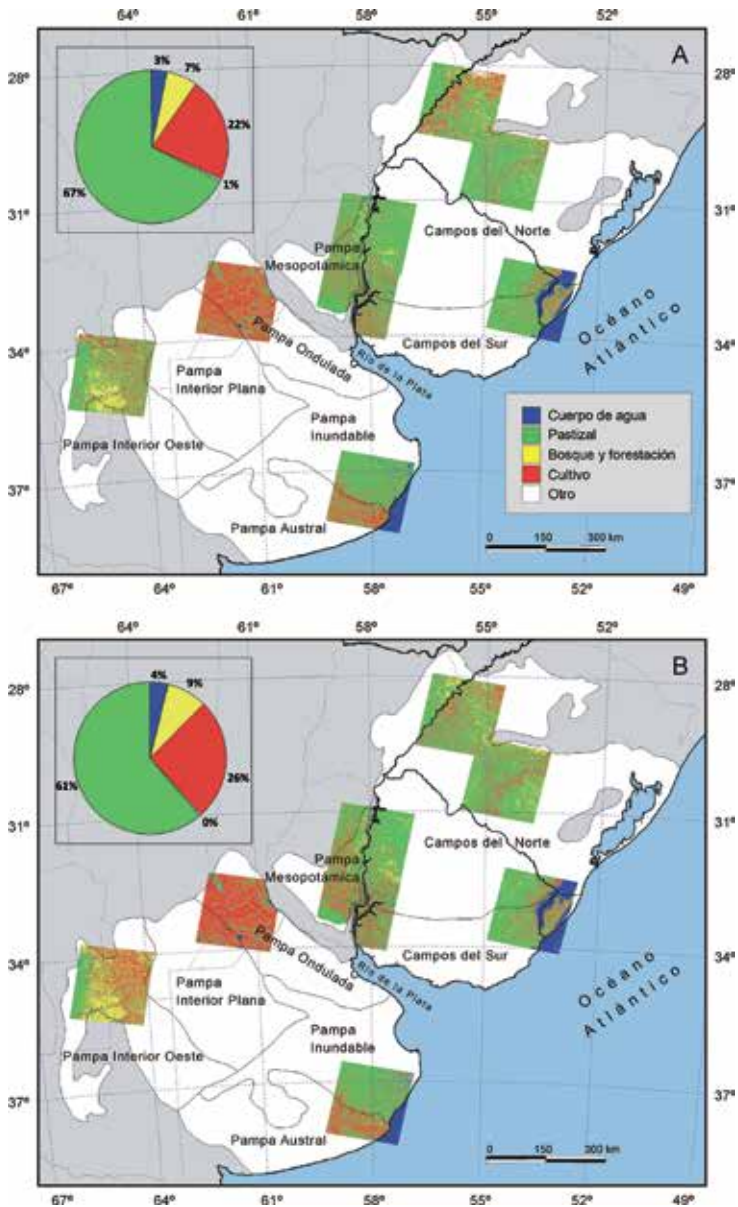 64º 61º 58º 55º 52º
A
3%
7%
22%
1%
67%
28º 28º
31º 31º
34º 34º
37º 37º
Campos del Norte
Pampa
Mesopotámica
Pampa Ondulada
Campos del Sur
Río de la Plata
Océano
Atlántico
Pampa
Interior Plana
Pampa
Inundable
Pampa Interior Oeste
Pampa Austral
Cuerpo de agua
Pastizal
Bosque y forestación
Cultivo
Otro
0 150 300 km
67º 64º 61º 58º 55º 52º 49º
64º 61º 58º 55º 52º
B
4%
9%
26%
0%
61%
28º 28º
31º 31º
34º 34º
37º 37º
Campos del Norte
Pampa
Mesopotámica
Pampa Ondulada
Campos del Sur
Río de la Plata
Océano
Atlántico
Pampa
Interior Plana
Pampa
Inundable
Pampa Interior Oeste
Pampa Austral
0 150 300 km
67º 64º 61º 58º 55º 52º 49º